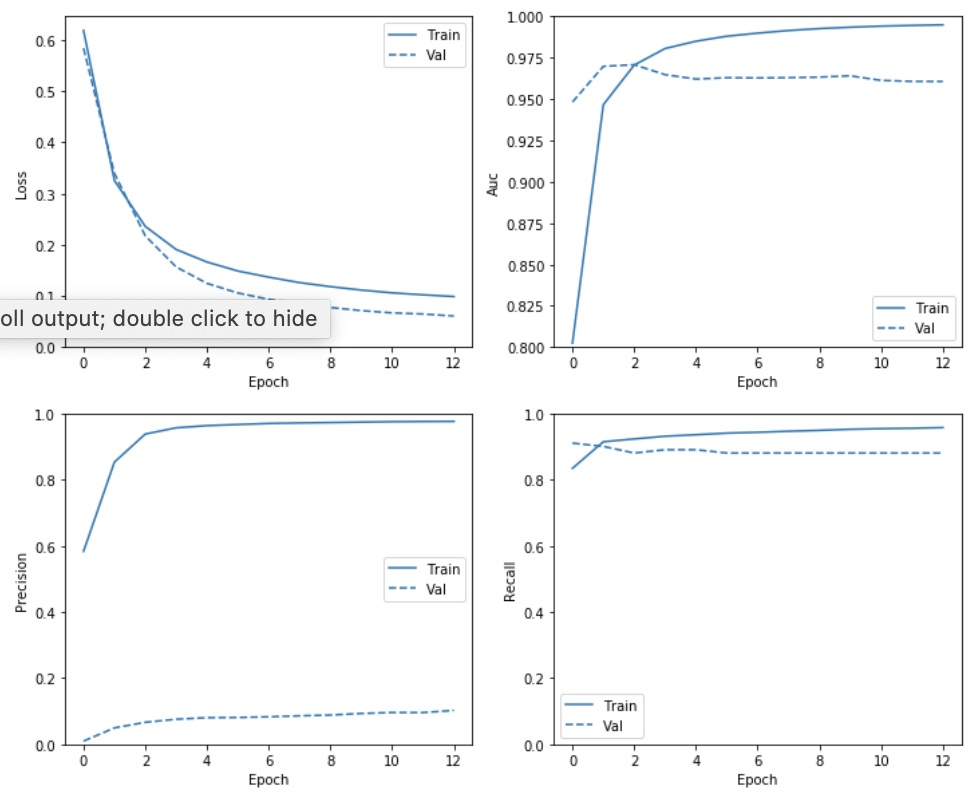 0.6
0.5
0.4
0.3
0.2
0.1
0.0
Loss
Train
Val
0 2 4 6 8 10 12
Epoch
oll output; double click to hide
1.000
0.975
0.950
0.925
0.900
0.875
0.850
0.825
0.800
Auc
Train
Val
0 2 4 6 8 10 12
Epoch
1.0
0.8
0.6
0.4
0.2
0.0
Precision
Train
Val
0 2 4 6 8 10 12
Epoch
1.0
0.8
0.6
0.4
0.2
0.0
Recall
Train
Val
0 2 4 6 8 10 12
Epoch